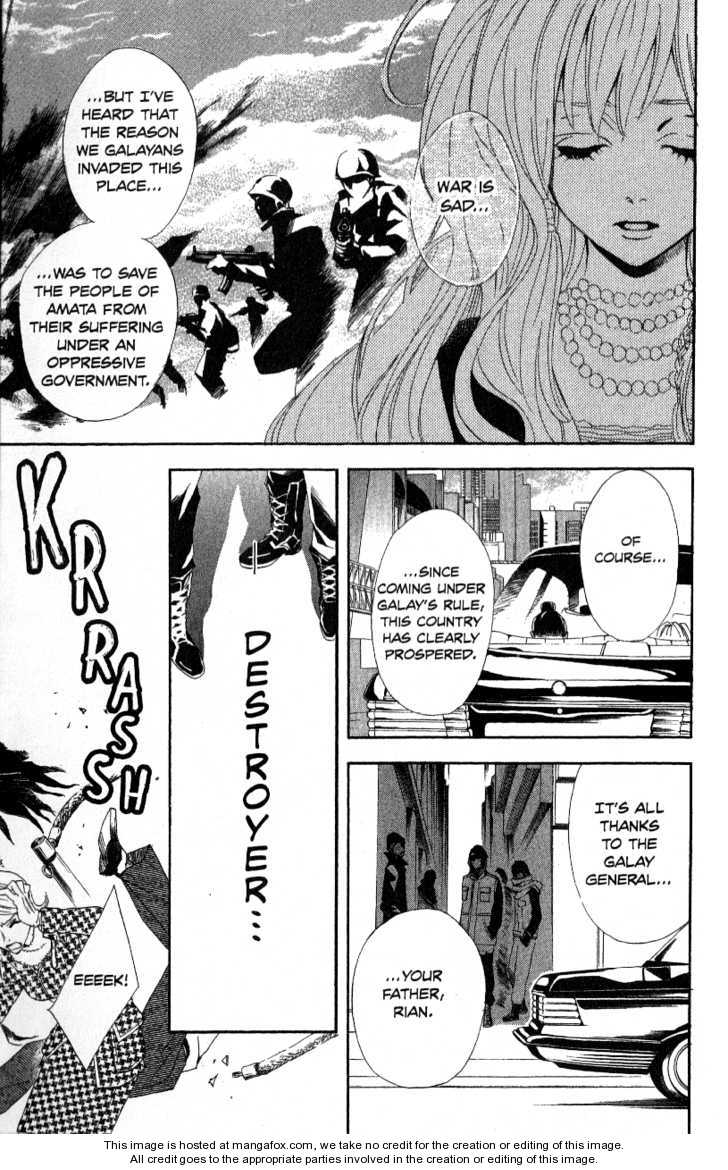 WAR IS
SAD...
...BUT I'VE
HEARD THAT
THE REASON
WE GALAYANS
INVADED THIS
PLACE...
...WAS TO SAVE
THE PEOPLE OF
AMATA FROM
THEIR SUFFERING
UNDER AN
OPPRESSIVE
GOVERNMENT.
OF
COURSE...
...SINCE
COMING UNDER
GALAY'S RULE,
THIS COUNTRY
HAS CLEARLY
PROSPERED.
IT'S ALL
THANKS
TO THE
GALAY
GENERAL...
...YOUR
FATHER,
RIAN.
DESTROYER...
KRRRASSSH
EEEEK!
This image is hosted at mangafox.com, we take no credit for the creation or editing of this image.
All credit goes to the appropriate parties involved in the creation or editing of this image.